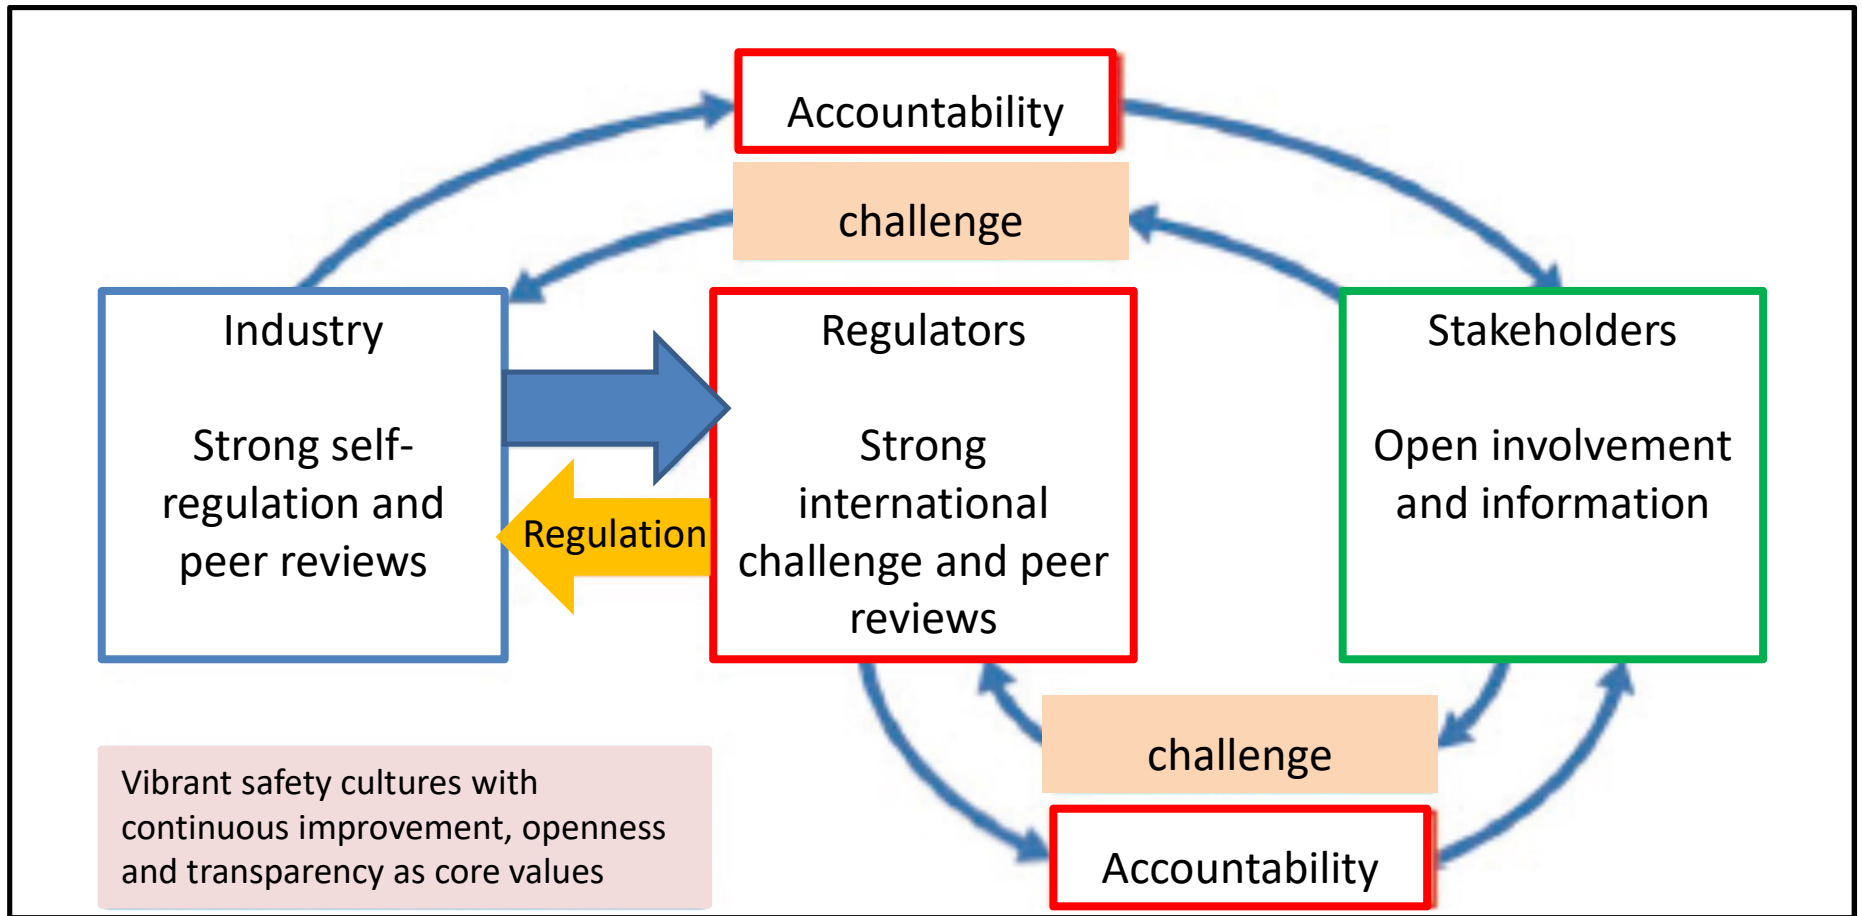 Accountability
challenge
Industry
Strong self-
regulation and
peer reviews
Regulation
Regulators
Strong
international
challenge and peer
reviews
Stakeholders
Open involvement
and information
challenge
Accountability
Vibrant safety cultures with
continuous improvement, openness
and transparency as core values